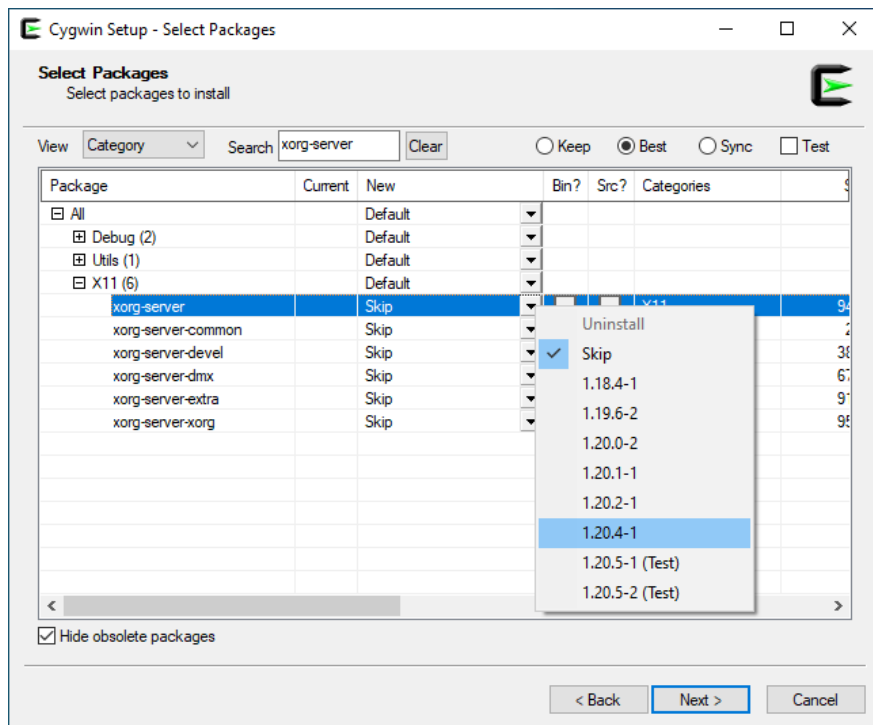 Cygwin Setup - Select Packages
Select Packages
Select packages to install
View Category Search xorg-server Clear Keep Best Sync Test
Package Current New Bin? Src? Categories
All Default
Debug (2) Default
Utils (1) Default
X11 (6) Default
xorg-server Skip X11 94
xorg-server-common Skip
xorg-server-devel Skip 38
xorg-server-dmx Skip 67
xorg-server-extra Skip 91
xorg-server-xorg Skip 95
Uninstall
Skip
1.18.4-1
1.19.6-2
1.20.0-2
1.20.1-1
1.20.2-1
1.20.4-1
1.20.5-1 (Test)
1.20.5-2 (Test)
Hide obsolete packages
< Back Next > Cancel